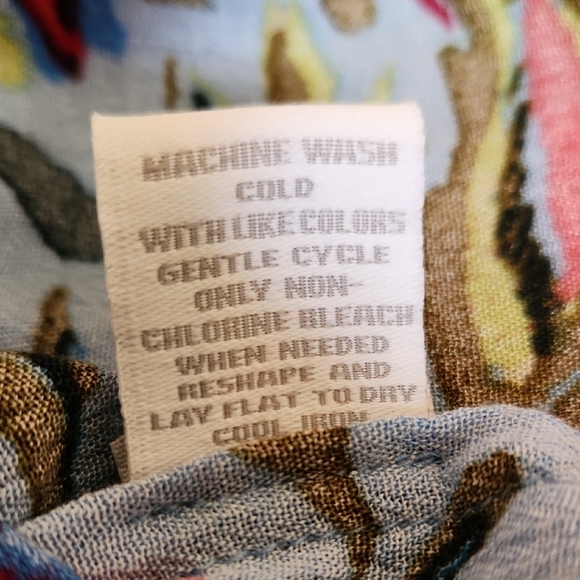 MACHINE WASH
COLD
WITH LIKE COLORS
GENTLE CYCLE
ONLY NON-
CHLORINE BLEACH
WHEN NEEDED
RESHAPE AND
LAY FLAT TO DRY
COOL IRON